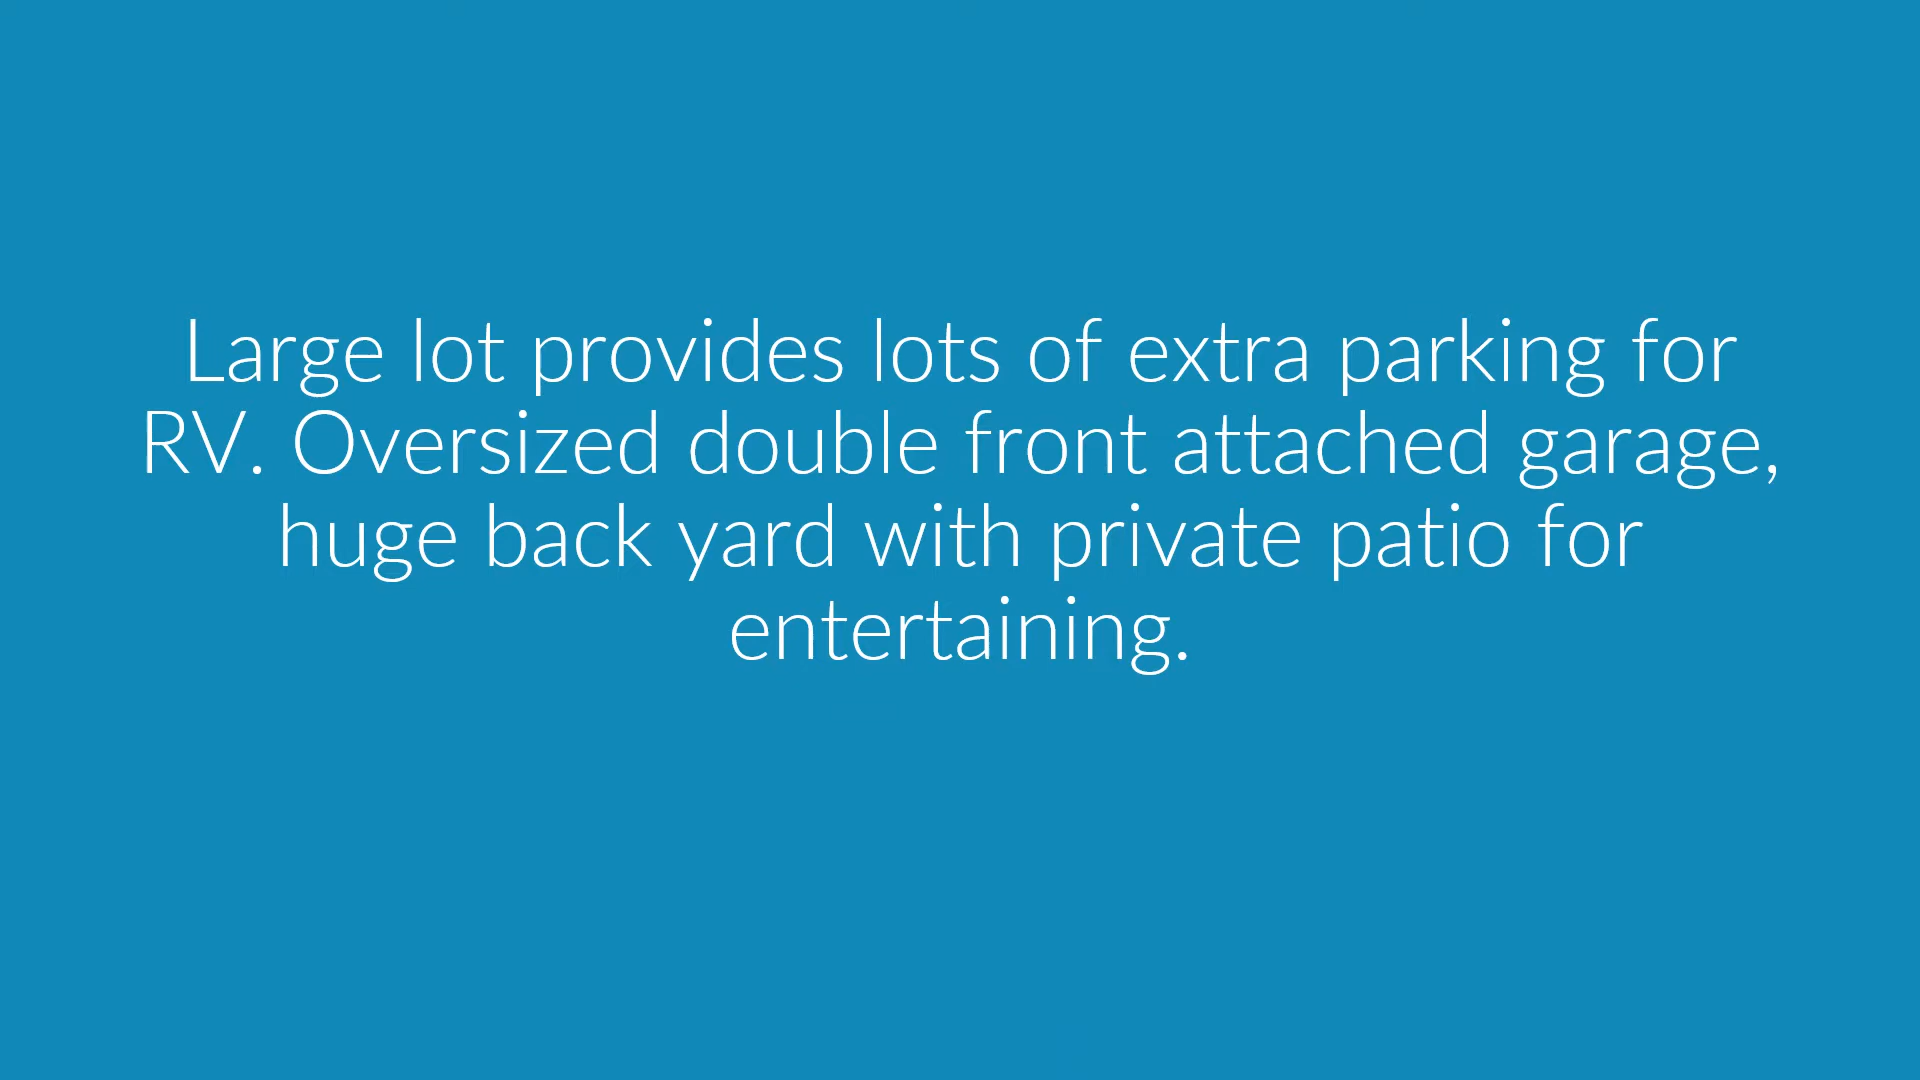 Large lot provides lots of extra parking for
RV. Oversized double front attached garage,
huge back yard with private patio for
entertaining.